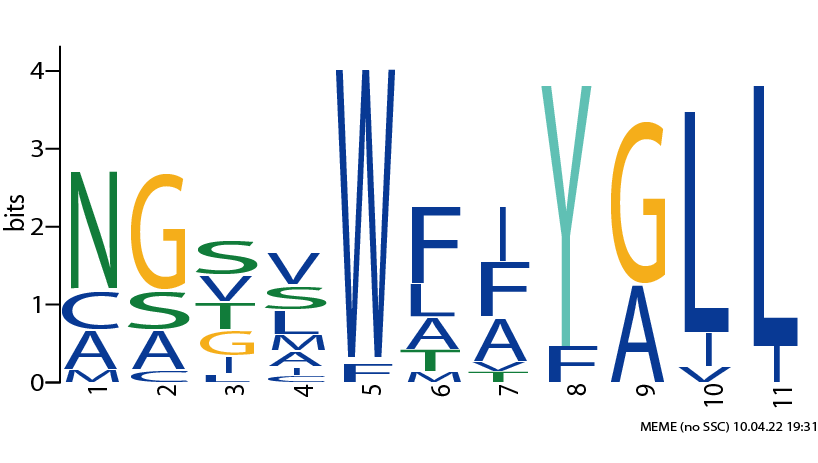 bits
4
3
2
1
0
N C A M
G S A C
S V T G I L
V S L M A I C
W F
F L A T M
I F A V T
Y F
G A
L I V
L I
1 2 3 4 5 6 7 8 9 10 11
MEME (no SSC) 10.04.22 19:31